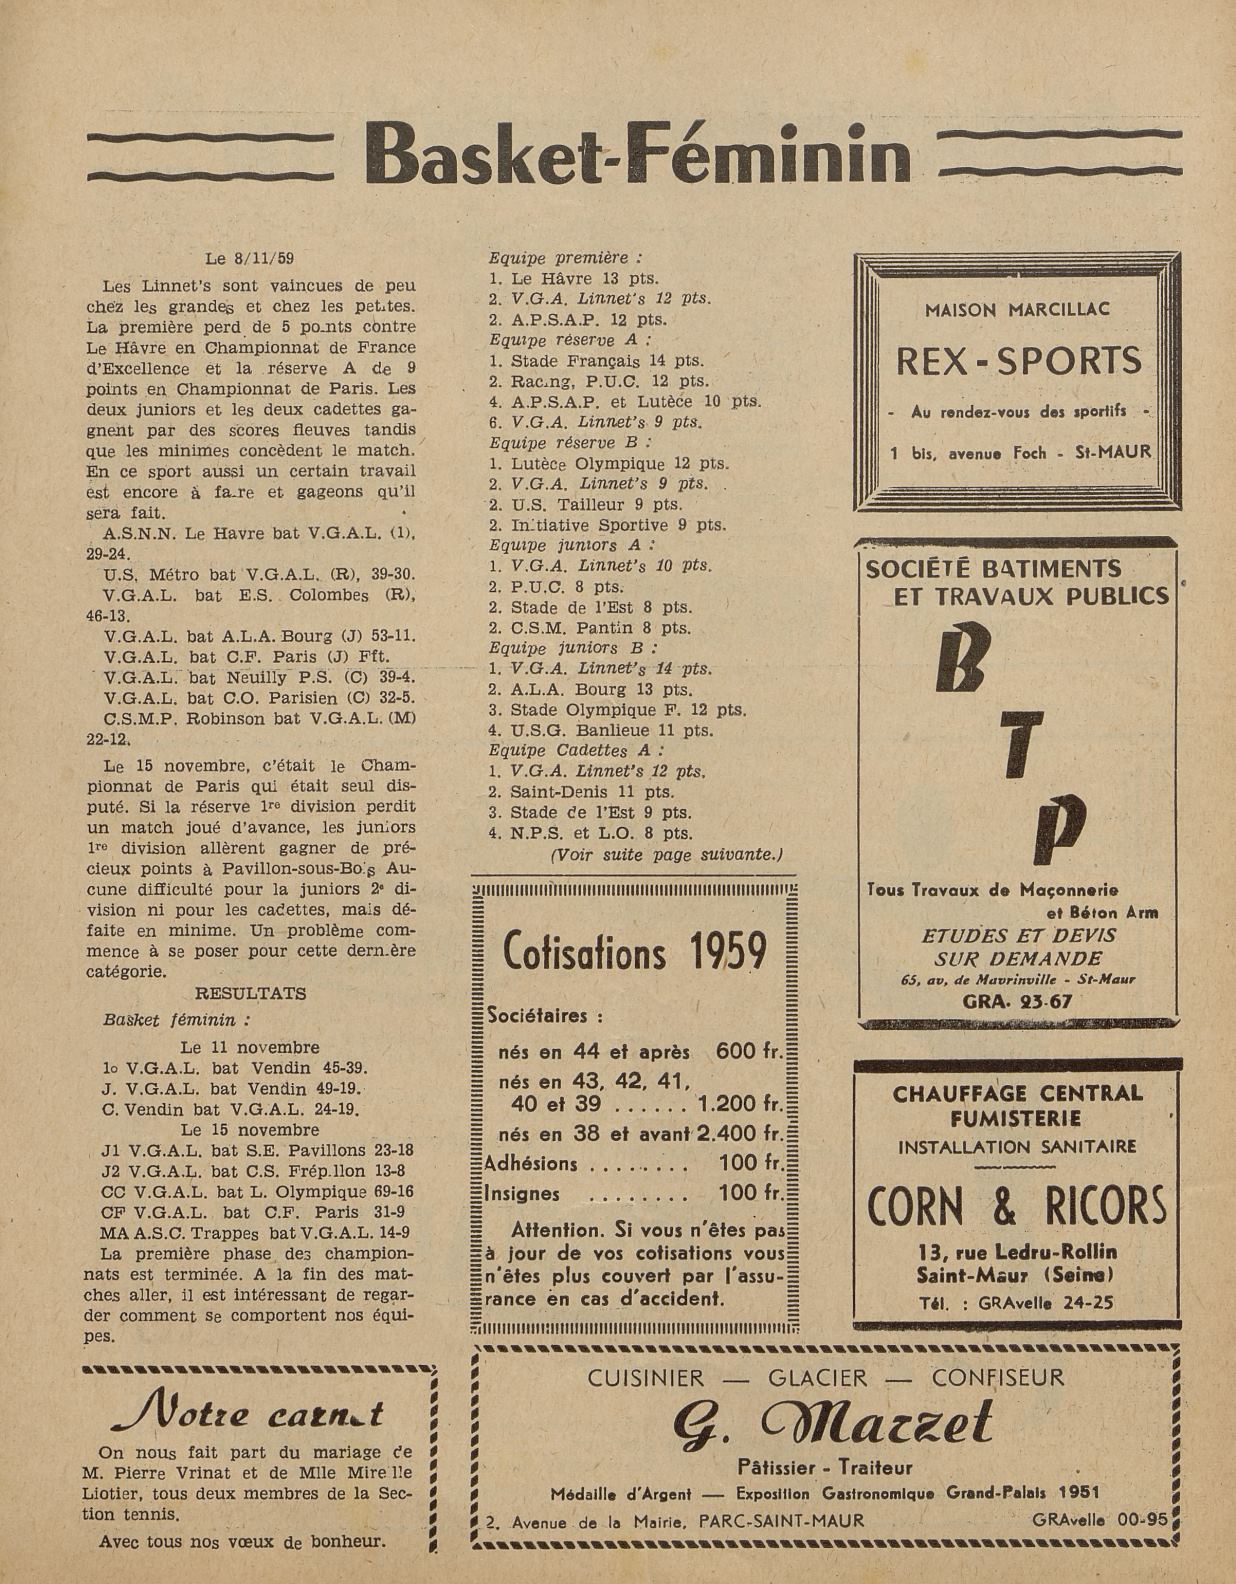 Basket-Féminin
Le 8/11/59
Les Linnet's sont vaincues de peu
chez les grandes et chez les petites.
La première perd de 5 points contre
Le Hâvre en Championnat de France
d'Excellence et la réserve A de 9
points en Championnat de Paris. Les
deux juniors et les deux cadettes ga-
gnent par des scores fleuves tandis
que les minimes concèdent le match.
En ce sport aussi un certain travail
est encore à faire et gageons qu'il
sera fait.
A.S.N.N. Le Havre bat V.G.A.L. (1),
29-24.
U.S. Métro bat V.G.A.L. (R), 39-30.
V.G.A.L. bat E.S. Colombes (R),
46-13.
V.G.A.L. bat A.L.A. Bourg (J) 53-11.
V.G.A.L. bat C.F. Paris (J) Fft.
V.G.A.L. bat Neuilly P.S. (C) 39-4.
V.G.A.L. bat C.O. Parisien (C) 32-5.
C.S.M.P. Robinson bat V.G.A.L. (M)
22-12.
Le 15 novembre, c'était le Cham-
pionnat de Paris qui était seul dis-
puté. Si la réserve 1re division perdit
un match joué d'avance, les juniors
1re division allèrent gagner de pré-
cieux points à Pavillon-sous-Bois Au-
cune difficulté pour la juniors 2e di-
vision ni pour les cadettes, mais dé-
faite en minime. Un problème com-
mence à se poser pour cette dernière
catégorie.
RESULTATS
Basket féminin :
Le 11 novembre
1o V.G.A.L. bat Vendin 45-39.
J. V.G.A.L. bat Vendin 49-19.
C. Vendin bat V.G.A.L. 24-19.
Le 15 novembre
J1 V.G.A.L. bat S.E. Pavillons 23-18
J2 V.G.A.L. bat C.S. Frépillon 13-8
CC V.G.A.L. bat L. Olympique 69-16
CF V.G.A.L. bat C.F. Paris 31-9
MA A.S.C. Trappes bat V.G.A.L. 14-9
La première phase des champion-
nats est terminée. A la fin des mat-
ches aller, il est intéressant de regar-
der comment se comportent nos équi-
pes.
Notre carnet
On nous fait part du mariage de
M. Pierre Vrinat et de Mlle Mireille
Liotier, tous deux membres de la Sec-
tion tennis.
Avec tous nos vœux de bonheur.
Equipe première :
1. Le Hâvre 13 pts.
2. V.G.A. Linnet's 12 pts.
2. A.P.S.A.P. 12 pts.
Equipe réserve A :
1. Stade Français 14 pts.
2. Racing, P.U.C. 12 pts.
4. A.P.S.A.P. et Lutèce 10 pts.
6. V.G.A. Linnet's 9 pts.
Equipe réserve B :
1. Lutèce Olympique 12 pts.
2. V.G.A. Linnet's 9 pts.
2. U.S. Tailleur 9 pts.
2. Initiative Sportive 9 pts.
Equipe juniors A :
1. V.G.A. Linnet's 10 pts.
2. P.U.C. 8 pts.
2. Stade de l'Est 8 pts.
2. C.S.M. Pantin 8 pts.
Equipe juniors B :
1. V.G.A. Linnet's 14 pts.
2. A.L.A. Bourg 13 pts.
3. Stade Olympique F. 12 pts.
4. U.S.G. Banlieue 11 pts.
Equipe Cadettes A :
1. V.G.A. Linnet's 12 pts.
2. Saint-Denis 11 pts.
3. Stade de l'Est 9 pts.
4. N.P.S. et L.O. 8 pts.
(Voir suite page suivante.)
Cotisations 1959
Sociétaires :
nés en 44 et après 600 fr.
nés en 43, 42, 41,
40 et 39 ...... 1.200 fr.
nés en 38 et avant 2.400 fr.
Adhésions ........ 100 fr.
Insignes ........ 100 fr.
Attention. Si vous n'êtes pas
à jour de vos cotisations vous
n'êtes plus couvert par l'assu-
rance en cas d'accident.
MAISON MARCILLAC
REX - SPORTS
- Au rendez-vous des sportifs -
1 bis, avenue Foch - St-MAUR
SOCIÉTÉ BATIMENTS
ET TRAVAUX PUBLICS
B
T
P
Tous Travaux de Maçonnerie
et Béton Arm
ETUDES ET DEVIS
SUR DEMANDE
65, av. de Mavrinville - St-Maur
GRA. 23-67
CHAUFFAGE CENTRAL
FUMISTERIE
INSTALLATION SANITAIRE
CORN & RICORS
13, rue Ledru-Rollin
Saint-Maur (Seine)
Tél. : GRAvelle 24-25
CUISINIER — GLACIER — CONFISEUR
G. Marzet
Pâtissier - Traiteur
Médaille d'Argent — Exposition Gastronomique Grand-Palais 1951
2, Avenue de la Mairie, PARC-SAINT-MAUR GRAvelle 00-95